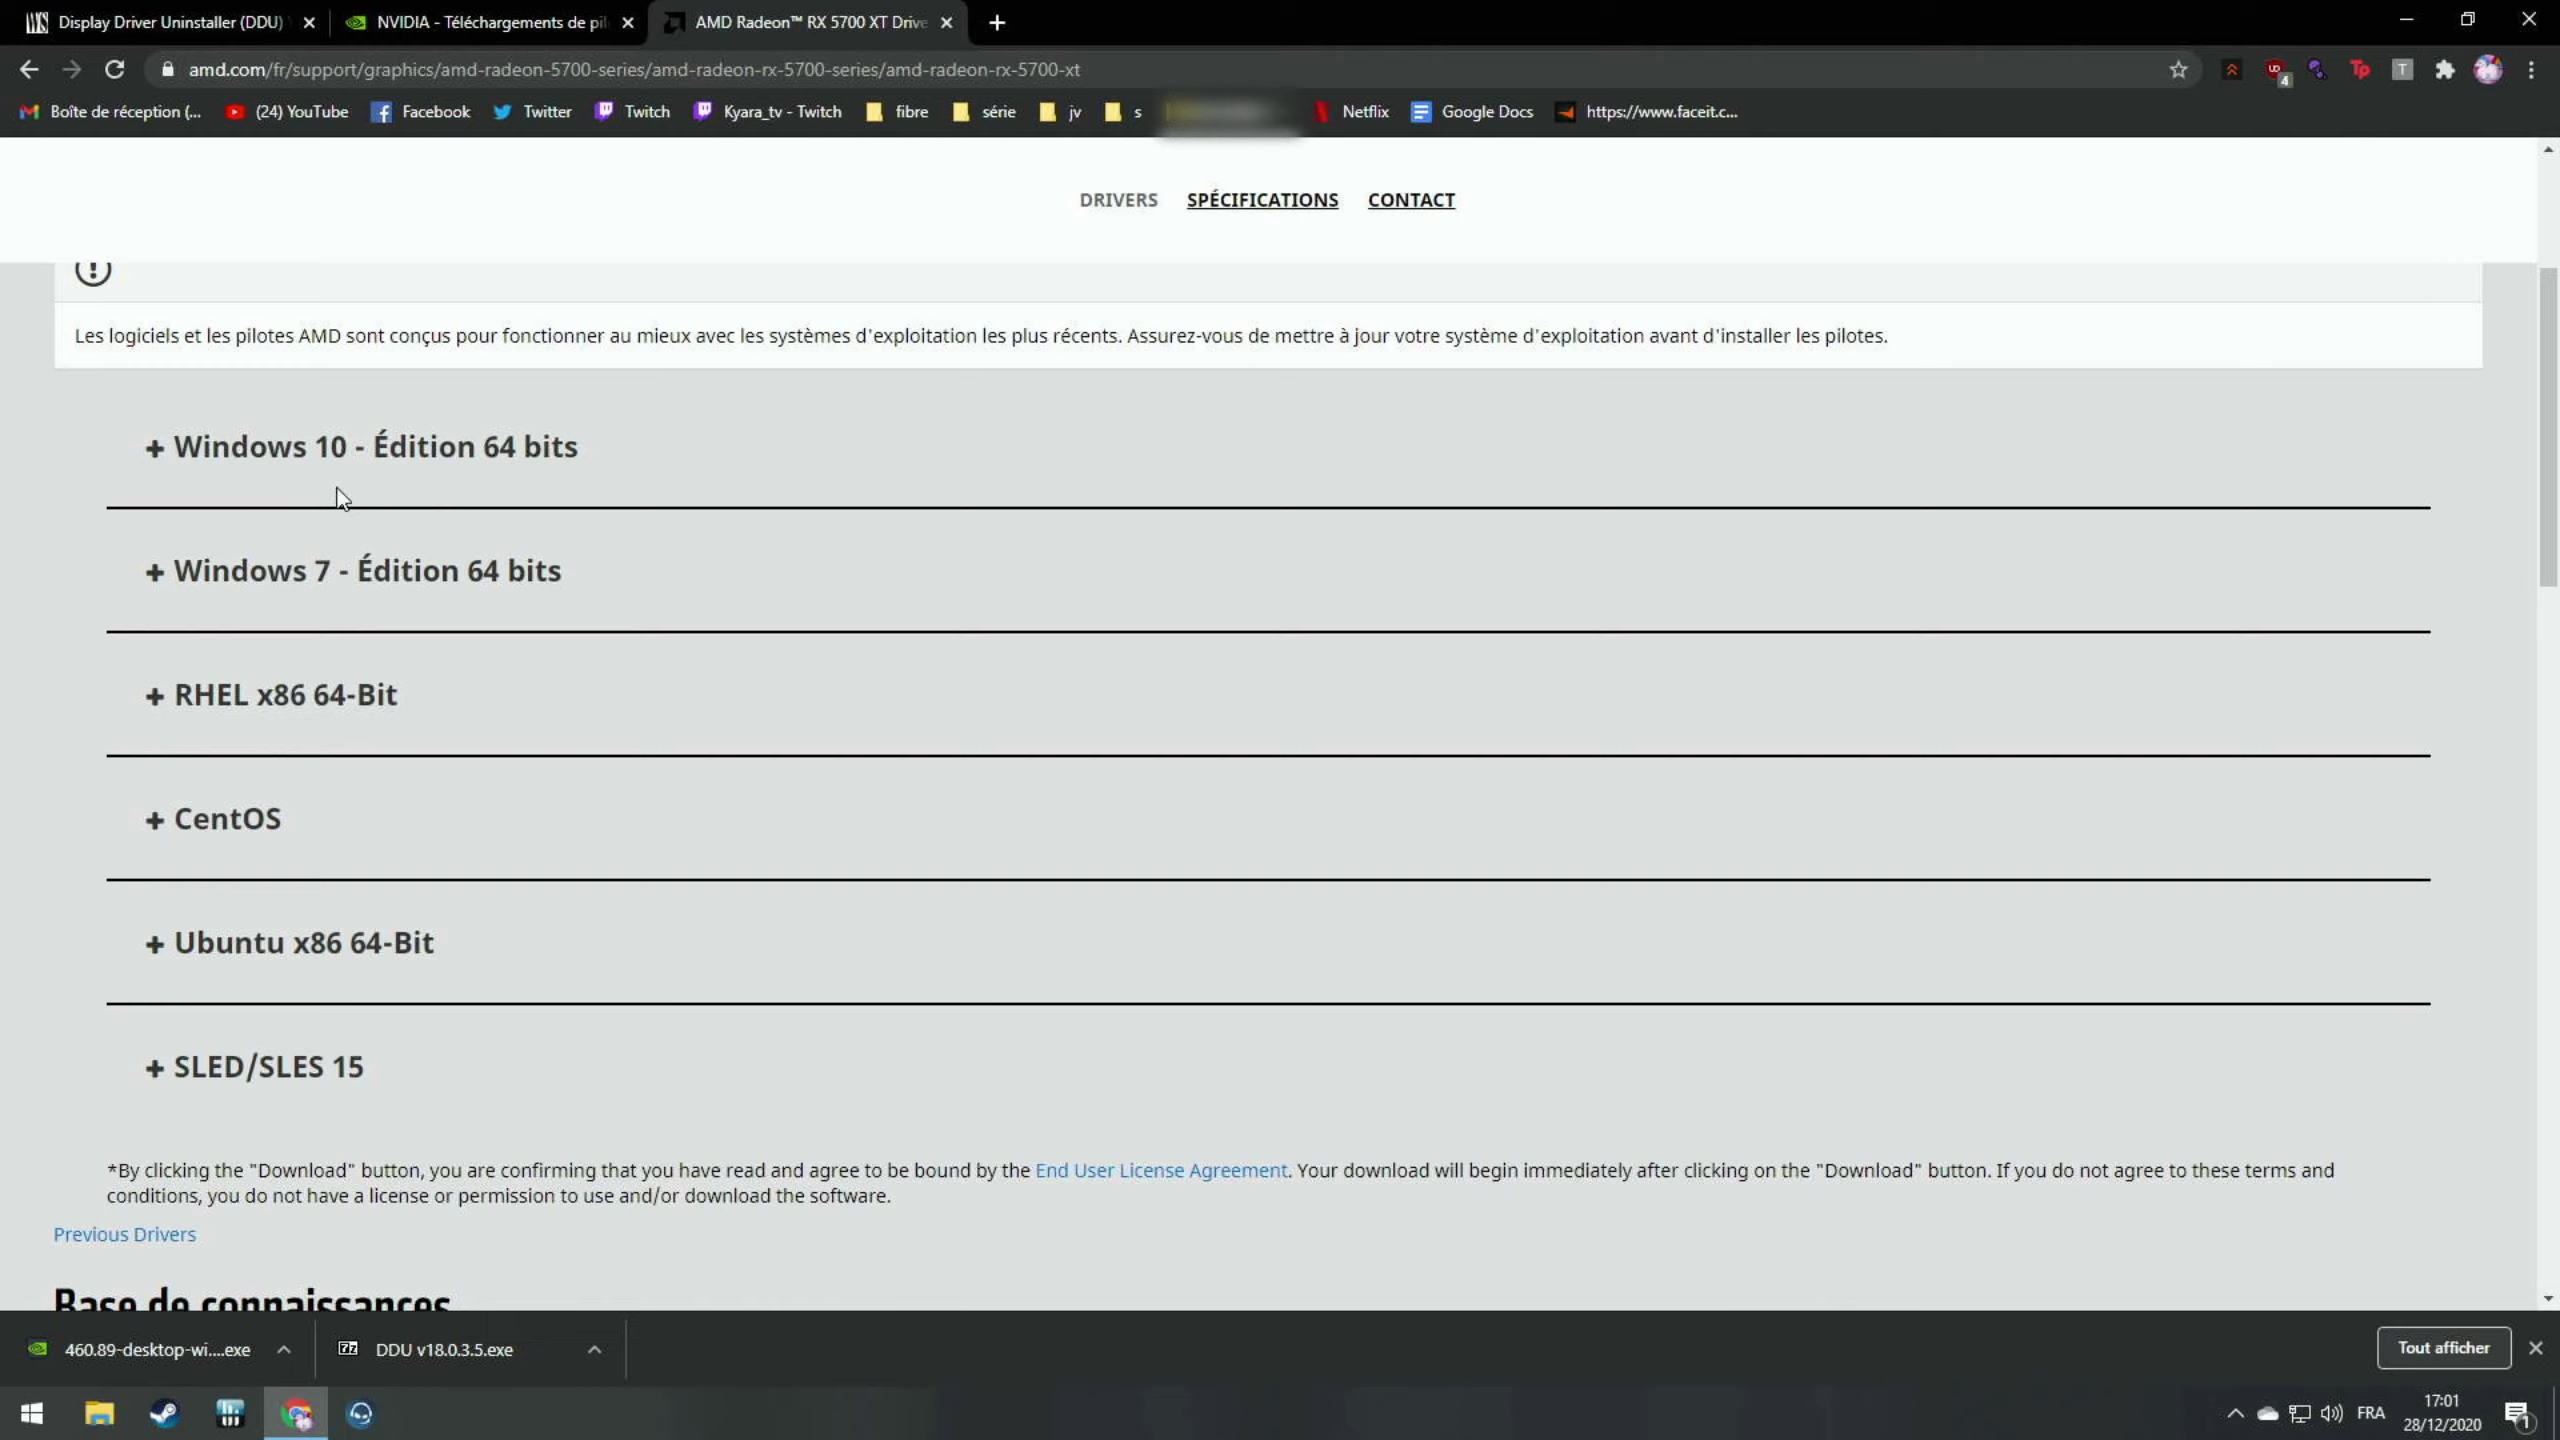 Display Driver Uninstaller (DDU)
NVIDIA - Téléchargements de pil
AMD Radeon™ RX 5700 XT Drive
amd.com/fr/support/graphics/amd-radeon-5700-series/amd-radeon-rx-5700-series/amd-radeon-rx-5700-xt
4
Tp
T
Boîte de réception (...
(24) YouTube
Facebook
Twitter
Twitch
Kyara_tv - Twitch
fibre
série
jv
s
Netflix
Google Docs
https://www.faceit.c...
DRIVERS
SPÉCIFICATIONS
CONTACT
Les logiciels et les pilotes AMD sont conçus pour fonctionner au mieux avec les systèmes d'exploitation les plus récents. Assurez-vous de mettre à jour votre système d'exploitation avant d'installer les pilotes.
+ Windows 10 - Édition 64 bits
+ Windows 7 - Édition 64 bits
+ RHEL x86 64-Bit
+ CentOS
+ Ubuntu x86 64-Bit
+ SLED/SLES 15
*By clicking the "Download" button, you are confirming that you have read and agree to be bound by the End User License Agreement. Your download will begin immediately after clicking on the "Download" button. If you do not agree to these terms and
conditions, you do not have a license or permission to use and/or download the software.
Previous Drivers
Base de connaissances
460.89-desktop-wi....exe
7z
DDU v18.0.3.5.exe
Tout afficher
FRA
17:01
28/12/2020
1